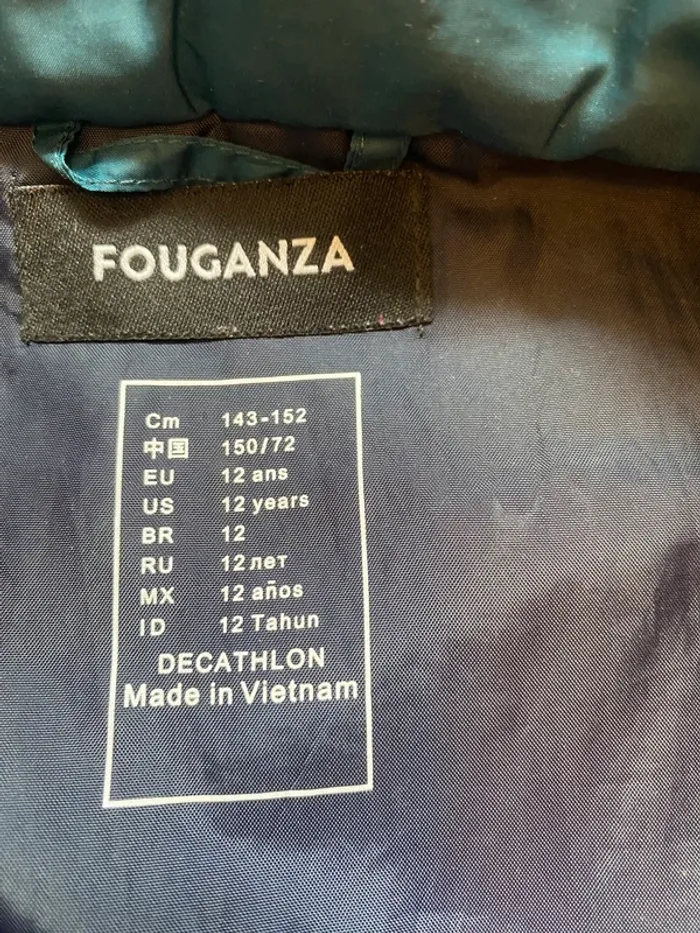 FOUGANZA
Cm 143-152
中国 150/72
EU 12 ans
US 12 years
BR 12
RU 12 лет
MX 12 años
ID 12 Tahun
DECATHLON
Made in Vietnam